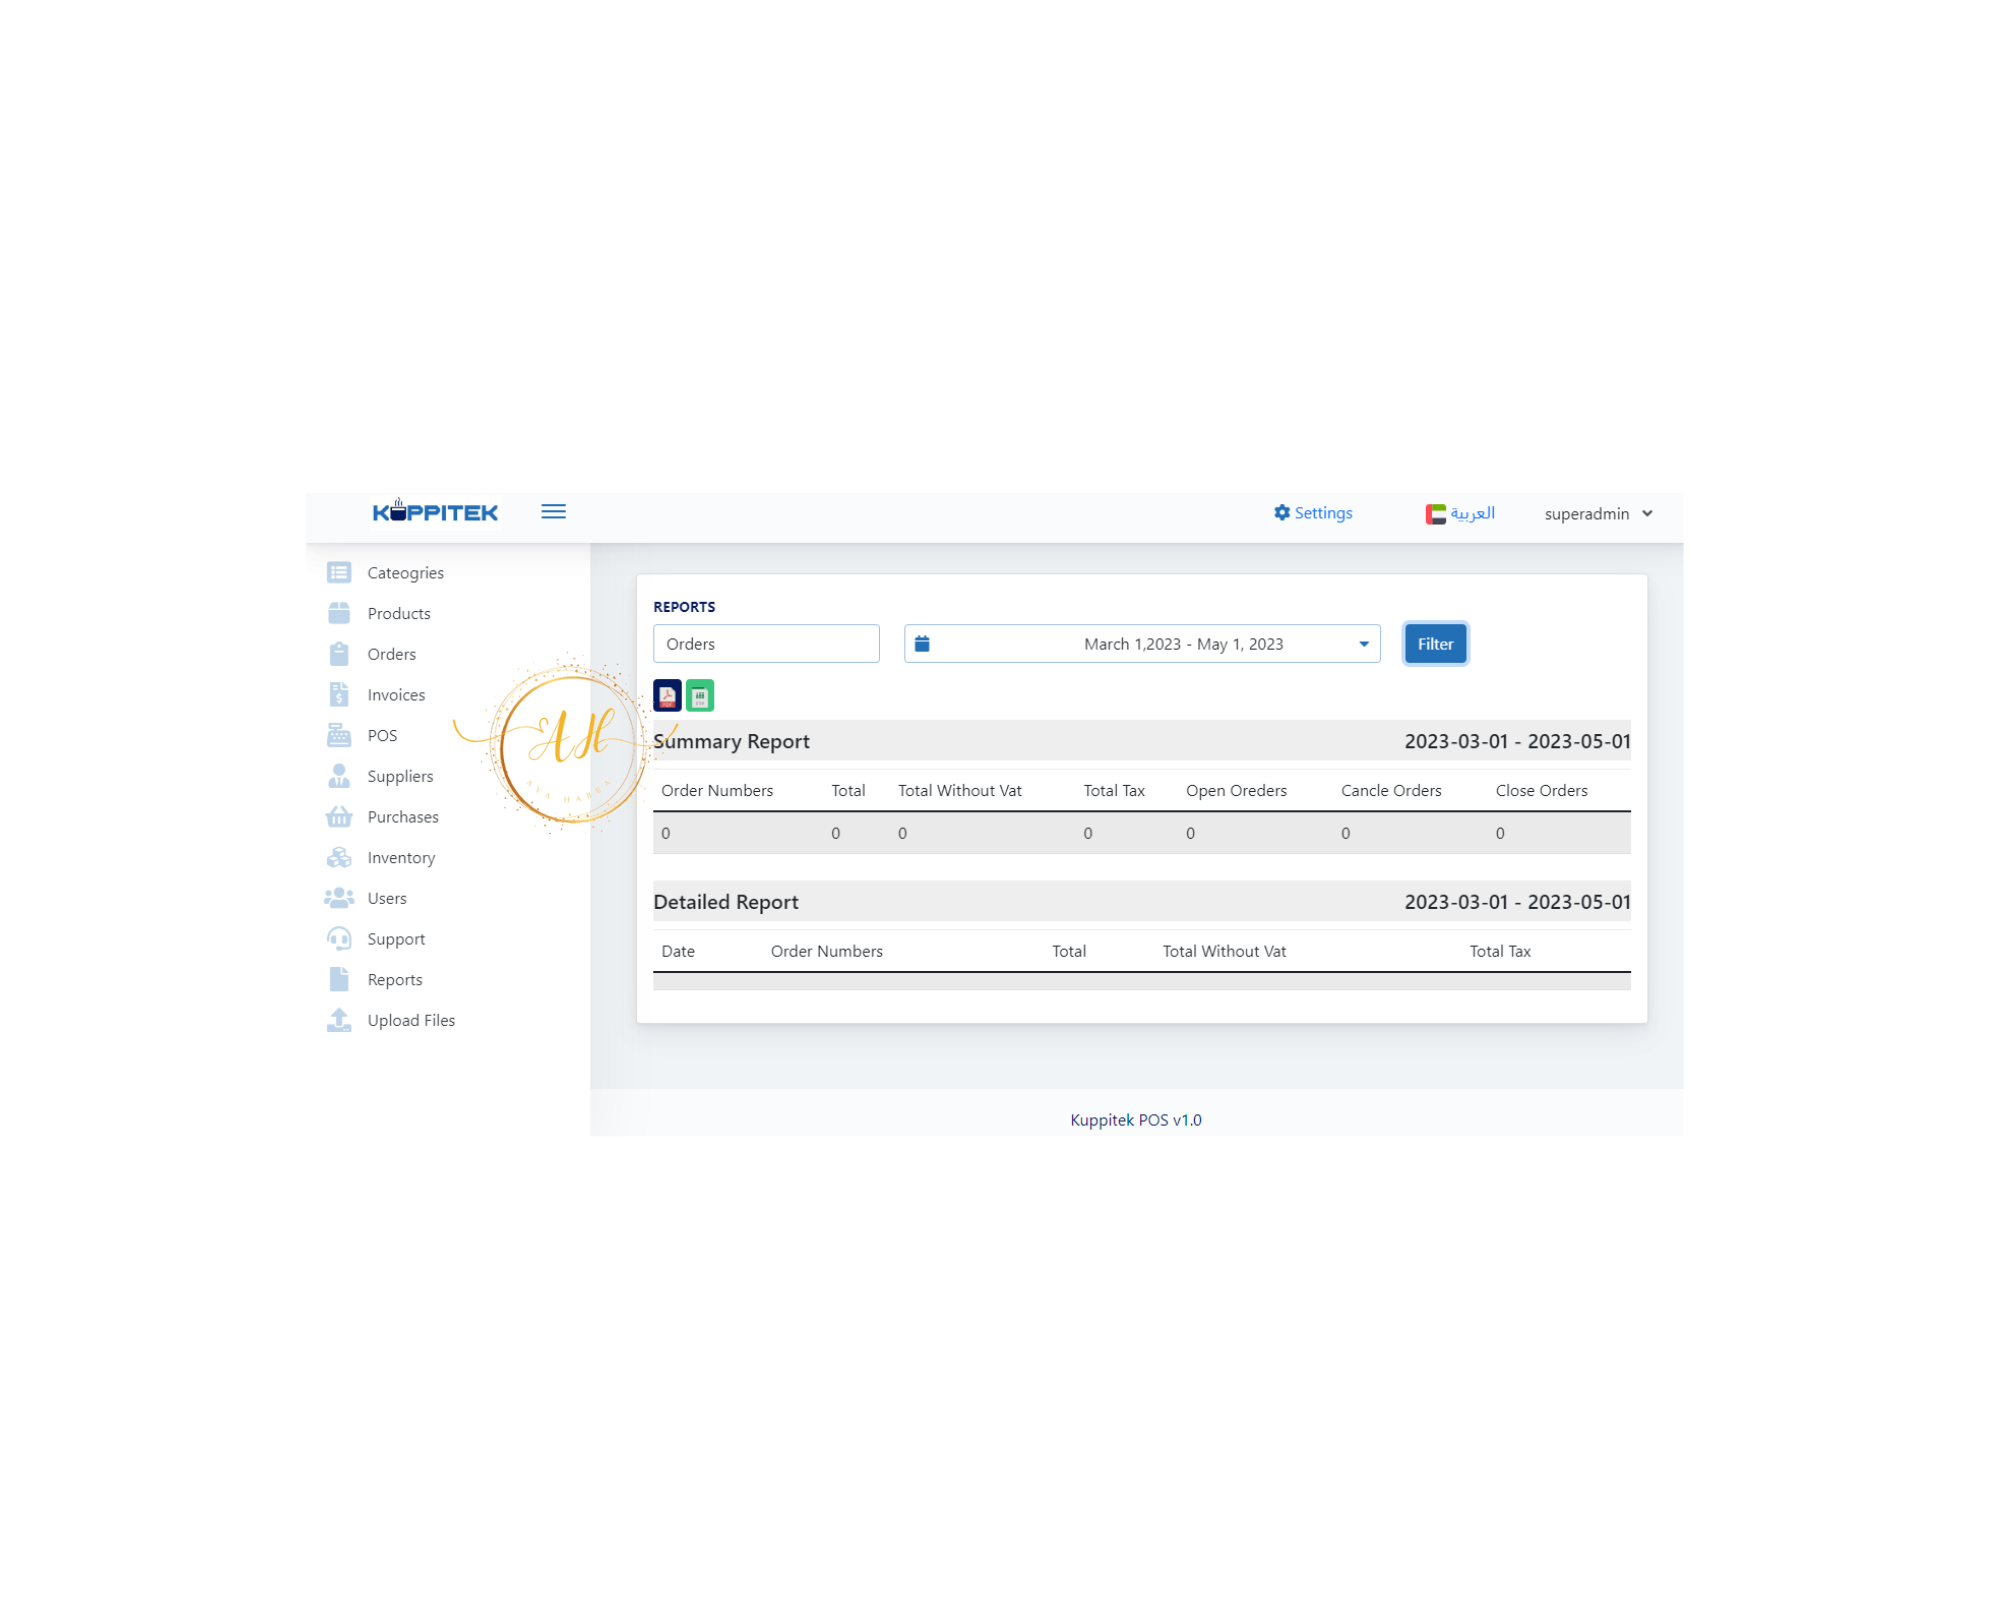 KUPPITEK
Settings
العربية
superadmin
Cateogries
Products
Orders
Invoices
POS
Suppliers
Purchases
Inventory
Users
Support
Reports
Upload Files
REPORTS
Orders
March 1,2023 - May 1, 2023
Filter
PDF
Summary Report 2023-03-01 - 2023-05-01
Order Numbers Total Total Without Vat Total Tax Open Oreders Cancle Orders Close Orders
0 0 0 0 0 0 0
Detailed Report 2023-03-01 - 2023-05-01
Date Order Numbers Total Total Without Vat Total Tax
AH
Kuppitek POS v1.0